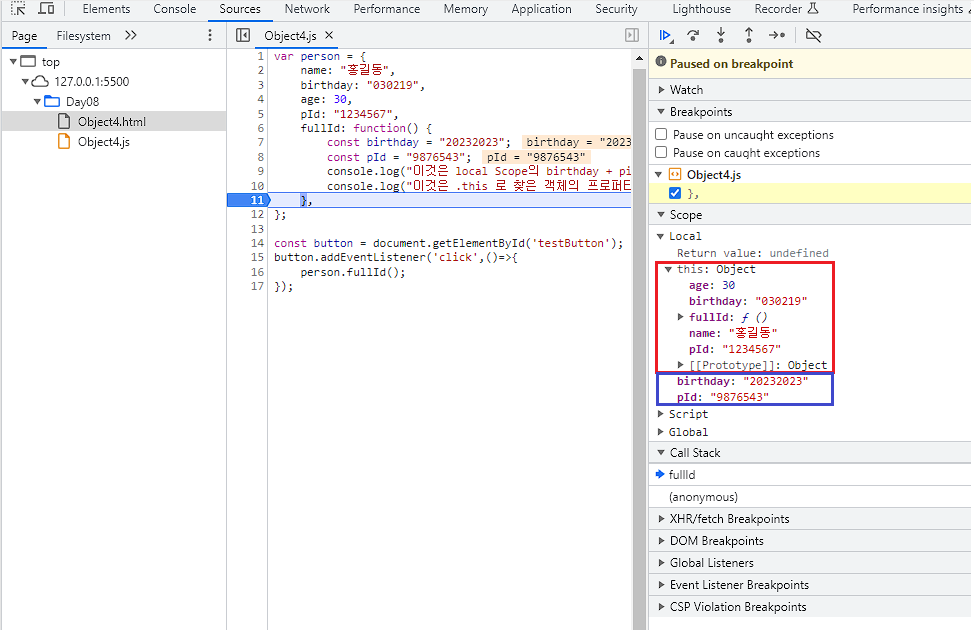 Elements Console Sources Network Performance Memory Application Security Lighthouse Recorder Performance insights
Page Filesystem
top
127.0.0.1:5500
Day08
Object4.html
Object4.js
Object4.js
1 var person = {
2 name: "홍길동",
3 birthday: "030219",
4 age: 30,
5 pId: "1234567",
6 fullId: function() {
7 const birthday = "20232023"; birthday = "2023
8 const pId = "9876543"; pId = "9876543"
9 console.log("이것은 local Scope의 birthday + pi
10 console.log("이것은 .this 로 찾은 객체의 프로퍼티
11 },
12 };
13
14 const button = document.getElementById('testButton');
15 button.addEventListener('click',()=>{
16 person.fullId();
17 });
Paused on breakpoint
Watch
Breakpoints
Pause on uncaught exceptions
Pause on caught exceptions
Object4.js
},
Scope
Local
Return value: undefined
this: Object
age: 30
birthday: "030219"
fullId: ƒ ()
name: "홍길동"
pId: "1234567"
[[Prototype]]: Object
birthday: "20232023"
pId: "9876543"
Script
Global
Call Stack
fullId
(anonymous)
XHR/fetch Breakpoints
DOM Breakpoints
Global Listeners
Event Listener Breakpoints
CSP Violation Breakpoints